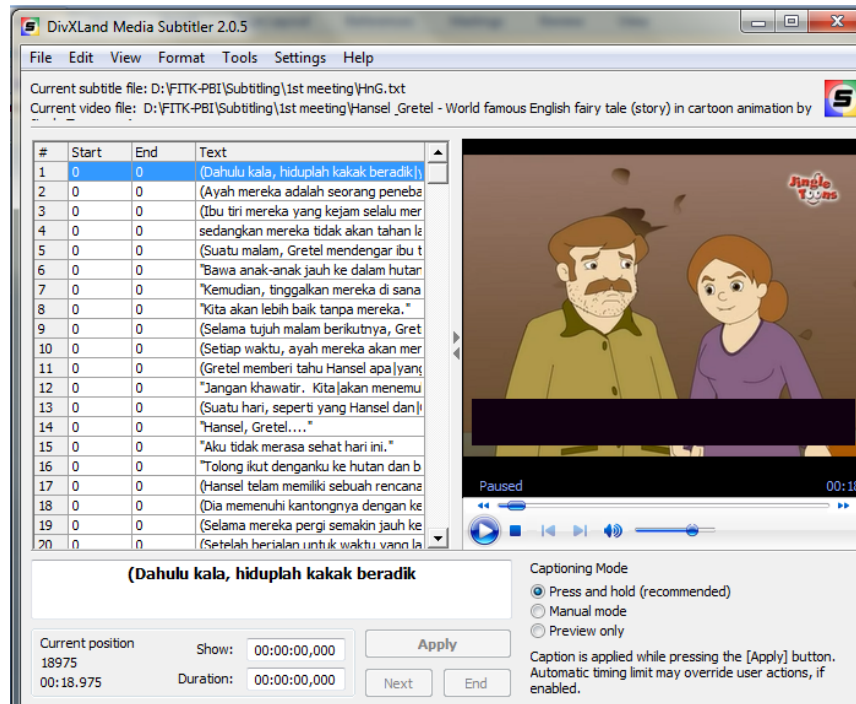 DivXLand Media Subtitler 2.0.5
File Edit View Format Tools Settings Help
Current subtitle file: D:\FITK-PBI\Subtitling\1st meeting\HnG.txt
Current video file: D:\FITK-PBI\Subtitling\1st meeting\Hansel _Gretel - World famous English fairy tale (story) in cartoon animation by
# Start End Text
1 0 0 (Dahulu kala, hiduplah kakak beradik|
2 0 0 (Ayah mereka adalah seorang peneba
3 0 0 (Ibu tiri mereka yang kejam selalu mer
4 0 0 sedangkan mereka tidak akan tahan la
5 0 0 (Suatu malam, Gretel mendengar ibu t
6 0 0 "Bawa anak-anak jauh ke dalam hutan
7 0 0 "Kemudian, tinggalkan mereka di sana
8 0 0 "Kita akan lebih baik tanpa mereka."
9 0 0 (Selama tujuh malam berikutnya, Gret
10 0 0 (Setiap waktu, ayah mereka akan mer
11 0 0 (Gretel memberi tahu Hansel apa|yang
12 0 0 "Jangan khawatir. Kita|akan menemu
13 0 0 (Suatu hari, seperti yang Hansel dan|
14 0 0 "Hansel, Gretel...."
15 0 0 "Aku tidak merasa sehat hari ini."
16 0 0 "Tolong ikut denganku ke hutan dan b
17 0 0 (Hansel telam memiliki sebuah rencana
18 0 0 (Dia memenuhi kantongnya dengan ke
19 0 0 (Selama mereka pergi semakin jauh ke
20 0 0 (Setelah berjalan untuk waktu yang la
Jingle
Toons
Paused 00:18
(Dahulu kala, hiduplah kakak beradik
Current position
18975
00:18.975
Show: 00:00:00,000
Duration: 00:00:00,000
Apply
Next End
Captioning Mode
Press and hold (recommended)
Manual mode
Preview only
Caption is applied while pressing the [Apply] button.
Automatic timing limit may override user actions, if
enabled.